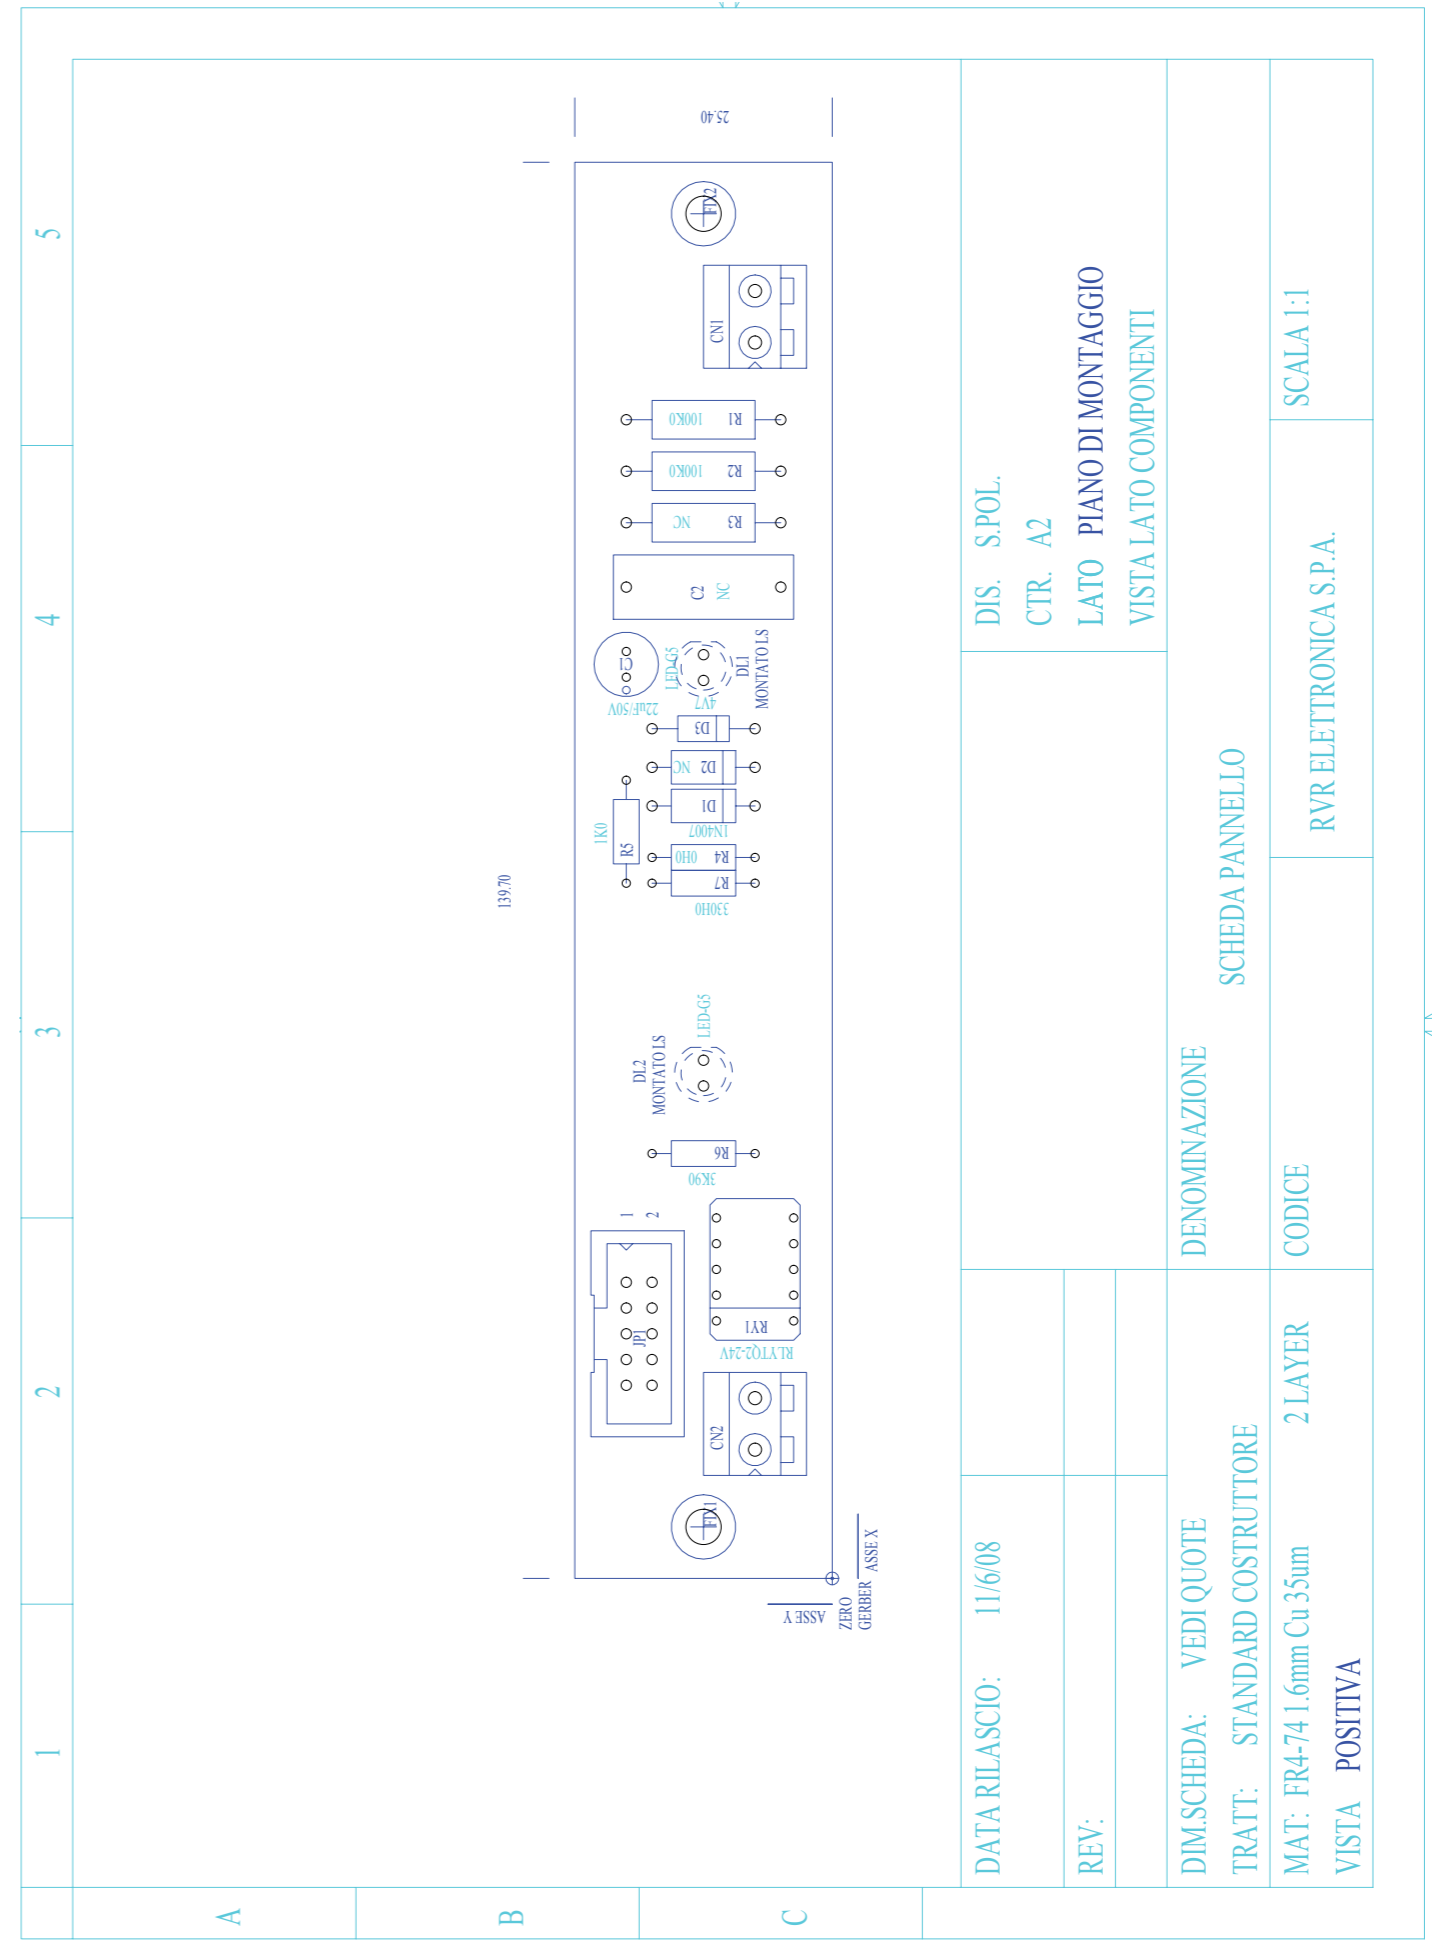 1
2
3
4
5
A
B
C
139.70
25.40
FIX1
FIX2
CN1
CN2
JP1
1
2
RY1
RLYTQ2-24V
R6
3K90
DL2
MONTATO LS
LED-G5
R7
330H0
R4
0H0
R5
1K0
D1
1N4007
D2
NC
D3
4V7
C1
22uF/50V
LED-G5
DL1
MONTATO LS
C2
NC
R3
NC
R2
100K0
R1
100K0
ASSE Y
ZERO
GERBER ASSE X
DATA RILASCIO: 11/6/08
REV:
DIM.SCHEDA: VEDI QUOTE
TRATT: STANDARD COSTRUTTORE
MAT: FR4-74 1.6mm Cu 35um 2 LAYER
VISTA POSITIVA
DIS. S.POL.
CTR. A2
LATO PIANO DI MONTAGGIO
VISTA LATO COMPONENTI
DENOMINAZIONE
SCHEDA PANNELLO
CODICE
RVR ELETTRONICA S.P.A.
SCALA 1:1